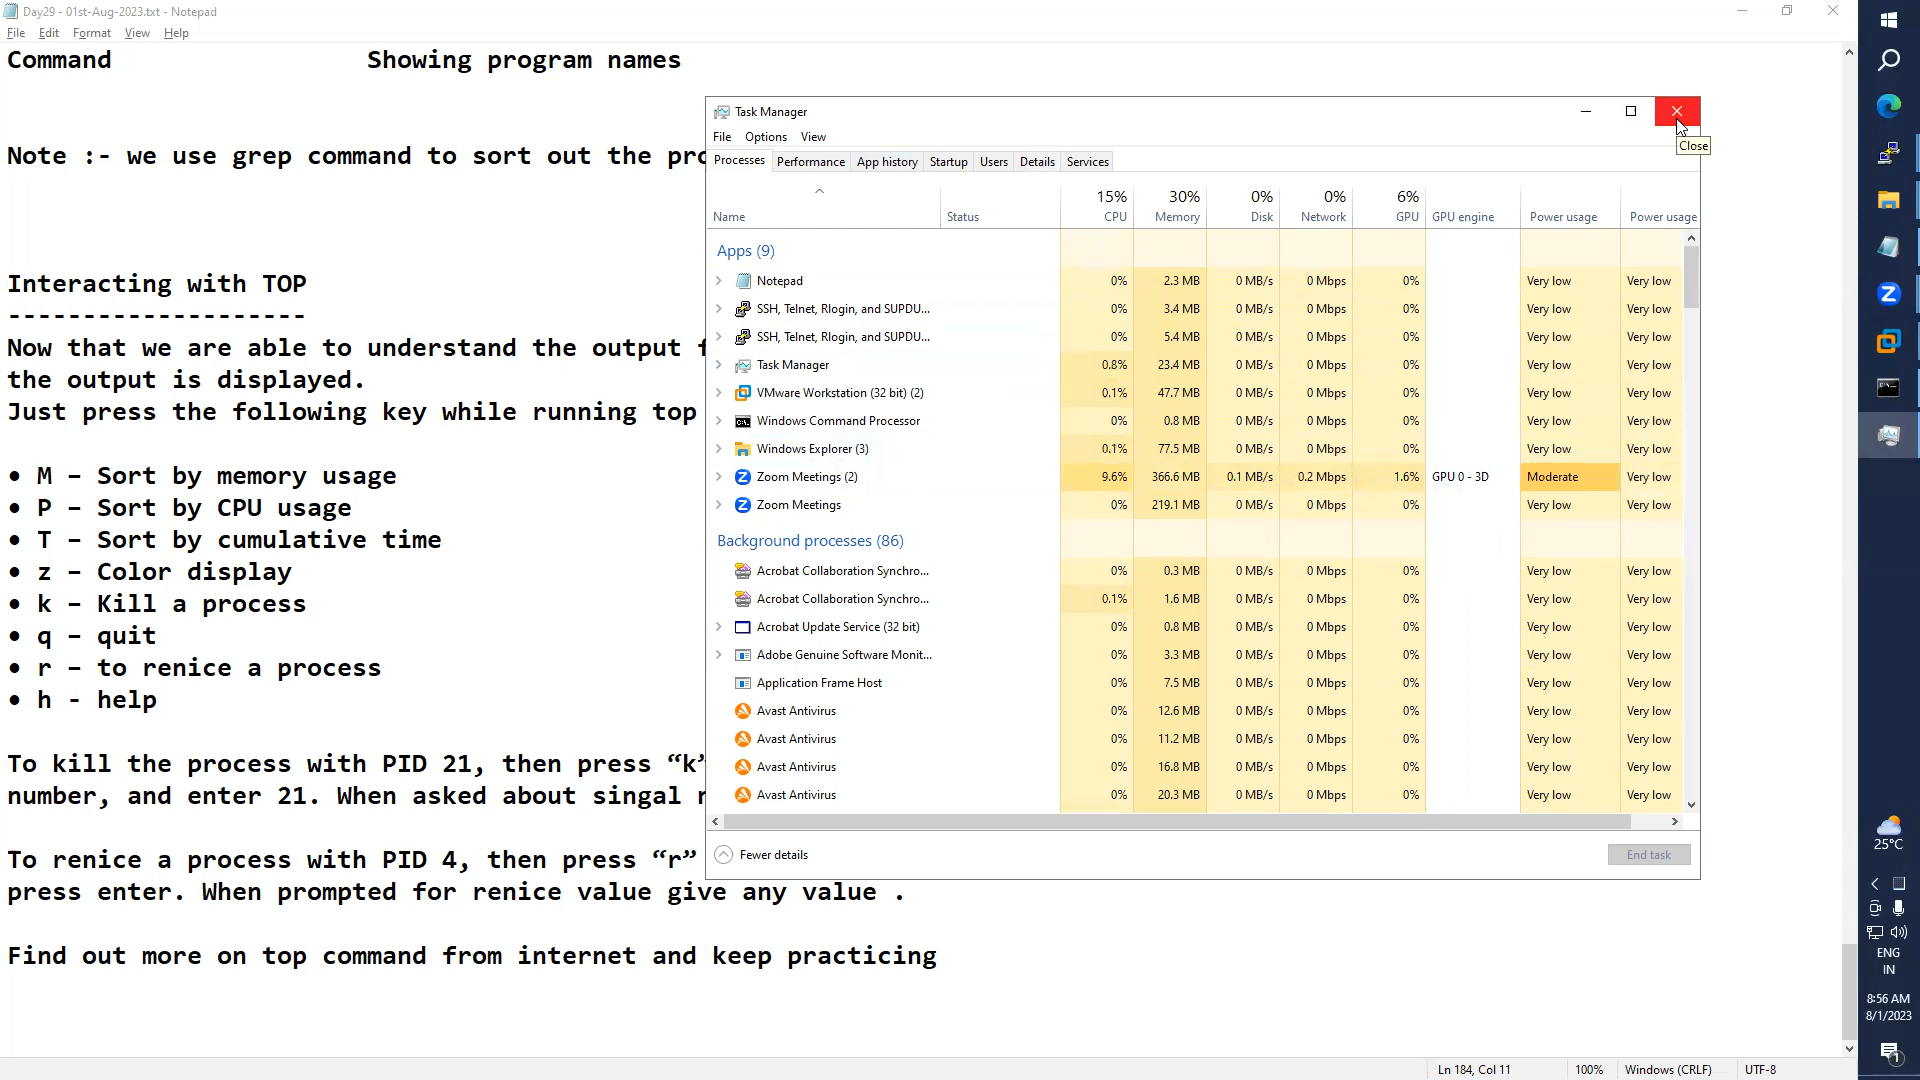 Day29 - 01st-Aug-2023.txt - Notepad
File Edit Format View Help
Command Showing program names
Note :- we use grep command to sort out the pro
Interacting with TOP
--------------------
Now that we are able to understand the output f
the output is displayed.
Just press the following key while running top
• M – Sort by memory usage
• P – Sort by CPU usage
• T – Sort by cumulative time
• z – Color display
• k – Kill a process
• q – quit
• r – to renice a process
• h - help
To kill the process with PID 21, then press “k”
number, and enter 21. When asked about singal n
To renice a process with PID 4, then press “r”
press enter. When prompted for renice value give any value .
Find out more on top command from internet and keep practicing
Ln 184, Col 11 100% Windows (CRLF) UTF-8
Task Manager
Close
File Options View
Processes Performance App history Startup Users Details Services
15% 30% 0% 0% 6%
Name Status CPU Memory Disk Network GPU GPU engine Power usage Power usage
Apps (9)
Notepad 0% 2.3 MB 0 MB/s 0 Mbps 0% Very low Very low
SSH, Telnet, Rlogin, and SUPDU... 0% 3.4 MB 0 MB/s 0 Mbps 0% Very low Very low
SSH, Telnet, Rlogin, and SUPDU... 0% 5.4 MB 0 MB/s 0 Mbps 0% Very low Very low
Task Manager 0.8% 23.4 MB 0 MB/s 0 Mbps 0% Very low Very low
VMware Workstation (32 bit) (2) 0.1% 47.7 MB 0 MB/s 0 Mbps 0% Very low Very low
Windows Command Processor 0% 0.8 MB 0 MB/s 0 Mbps 0% Very low Very low
Windows Explorer (3) 0.1% 77.5 MB 0 MB/s 0 Mbps 0% Very low Very low
Zoom Meetings (2) 9.6% 366.6 MB 0.1 MB/s 0.2 Mbps 1.6% GPU 0 - 3D Moderate Very low
Zoom Meetings 0% 219.1 MB 0 MB/s 0 Mbps 0% Very low Very low
Background processes (86)
Acrobat Collaboration Synchro... 0% 0.3 MB 0 MB/s 0 Mbps 0% Very low Very low
Acrobat Collaboration Synchro... 0.1% 1.6 MB 0 MB/s 0 Mbps 0% Very low Very low
Acrobat Update Service (32 bit) 0% 0.8 MB 0 MB/s 0 Mbps 0% Very low Very low
Adobe Genuine Software Monit... 0% 3.3 MB 0 MB/s 0 Mbps 0% Very low Very low
Application Frame Host 0% 7.5 MB 0 MB/s 0 Mbps 0% Very low Very low
Avast Antivirus 0% 12.6 MB 0 MB/s 0 Mbps 0% Very low Very low
Avast Antivirus 0% 11.2 MB 0 MB/s 0 Mbps 0% Very low Very low
Avast Antivirus 0% 16.8 MB 0 MB/s 0 Mbps 0% Very low Very low
Avast Antivirus 0% 20.3 MB 0 MB/s 0 Mbps 0% Very low Very low
Fewer details End task
25°C
ENG
IN
8:56 AM
8/1/2023
1